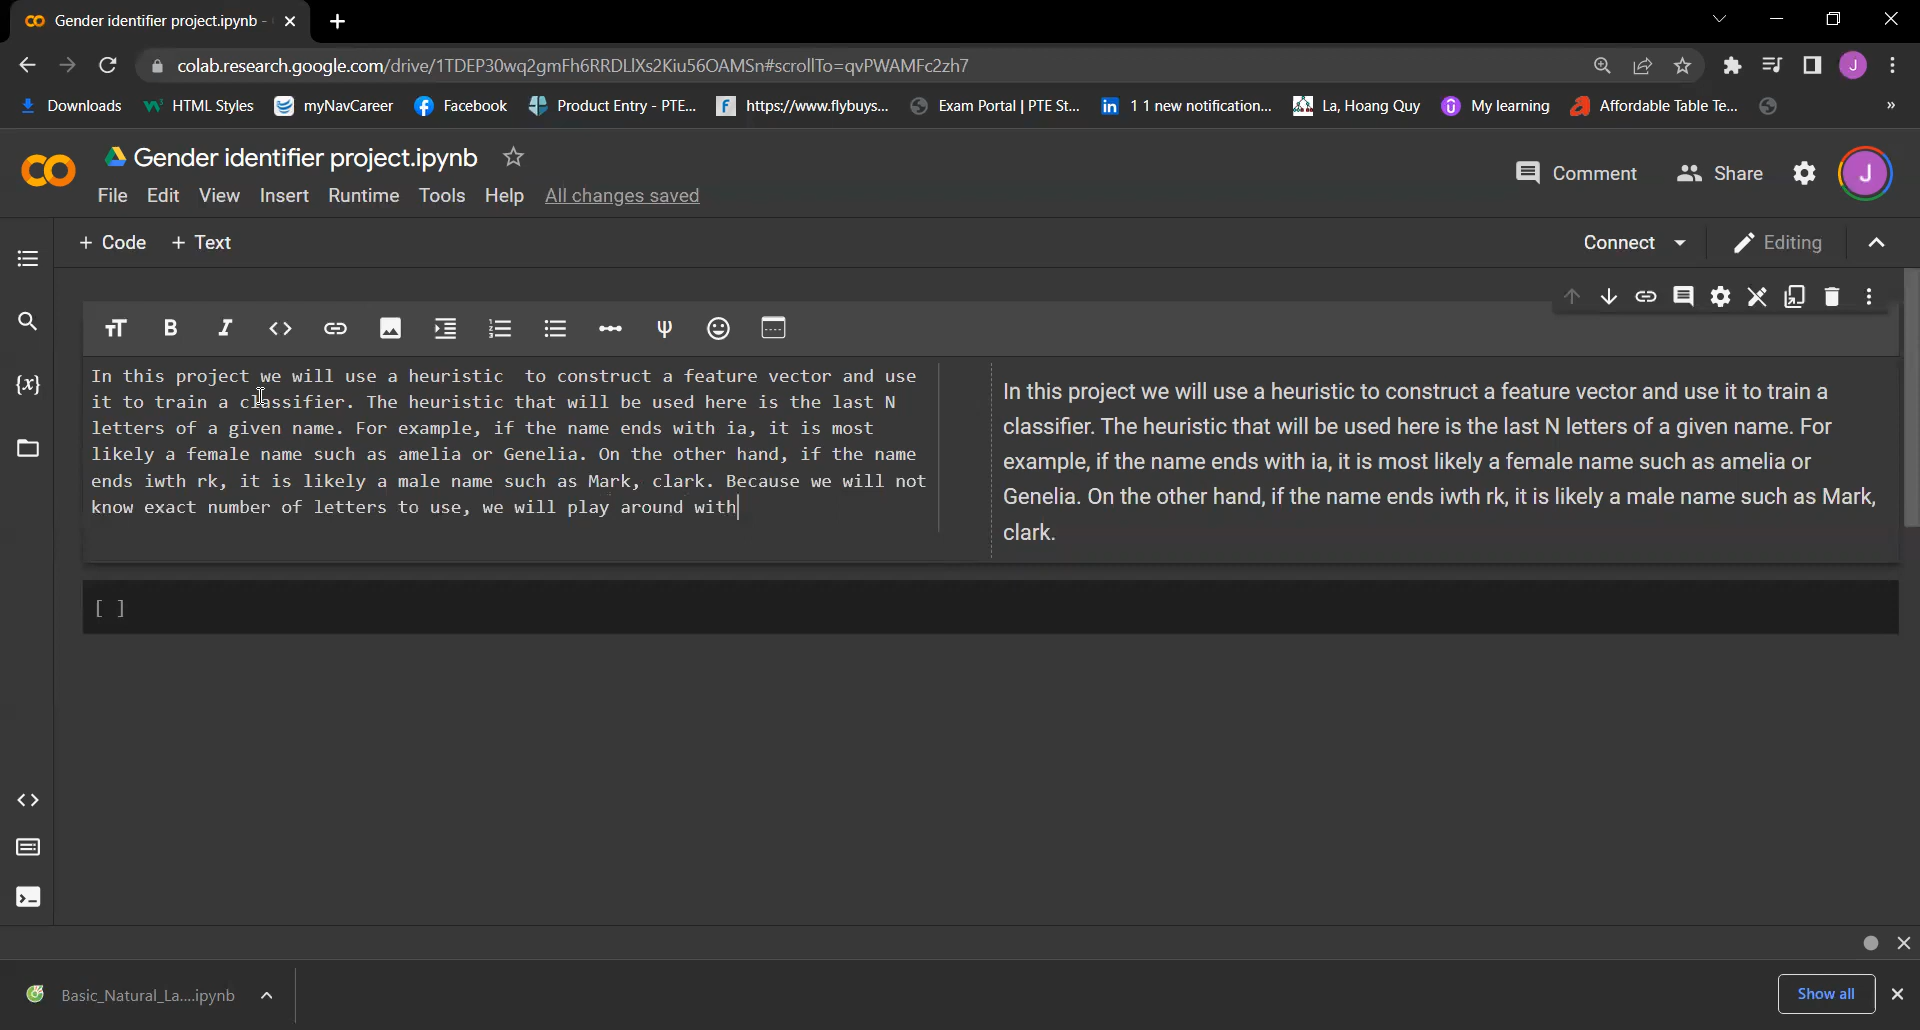 Gender identifier project.ipynb -
colab.research.google.com/drive/1TDEP30wq2gmFh6RRDLlXs2Kiu56OAMSn#scrollTo=qvPWAMFc2zh7
J
Downloads
HTML Styles
myNavCareer
Facebook
Product Entry - PTE...
https://www.flybuys...
Exam Portal | PTE St...
1 1 new notification...
La, Hoang Quy
My learning
Affordable Table Te...
»
Gender identifier project.ipynb
Comment
Share
J
File Edit View Insert Runtime Tools Help All changes saved
+ Code + Text
Connect
Editing
In this project we will use a heuristic  to construct a feature vector and use
it to train a classifier. The heuristic that will be used here is the last N
letters of a given name. For example, if the name ends with ia, it is most
likely a female name such as amelia or Genelia. On the other hand, if the name
ends iwth rk, it is likely a male name such as Mark, clark. Because we will not
know exact number of letters to use, we will play around with
In this project we will use a heuristic to construct a feature vector and use it to train a
classifier. The heuristic that will be used here is the last N letters of a given name. For
example, if the name ends with ia, it is most likely a female name such as amelia or
Genelia. On the other hand, if the name ends iwth rk, it is likely a male name such as Mark,
clark.
[ ]
Basic_Natural_La....ipynb
Show all